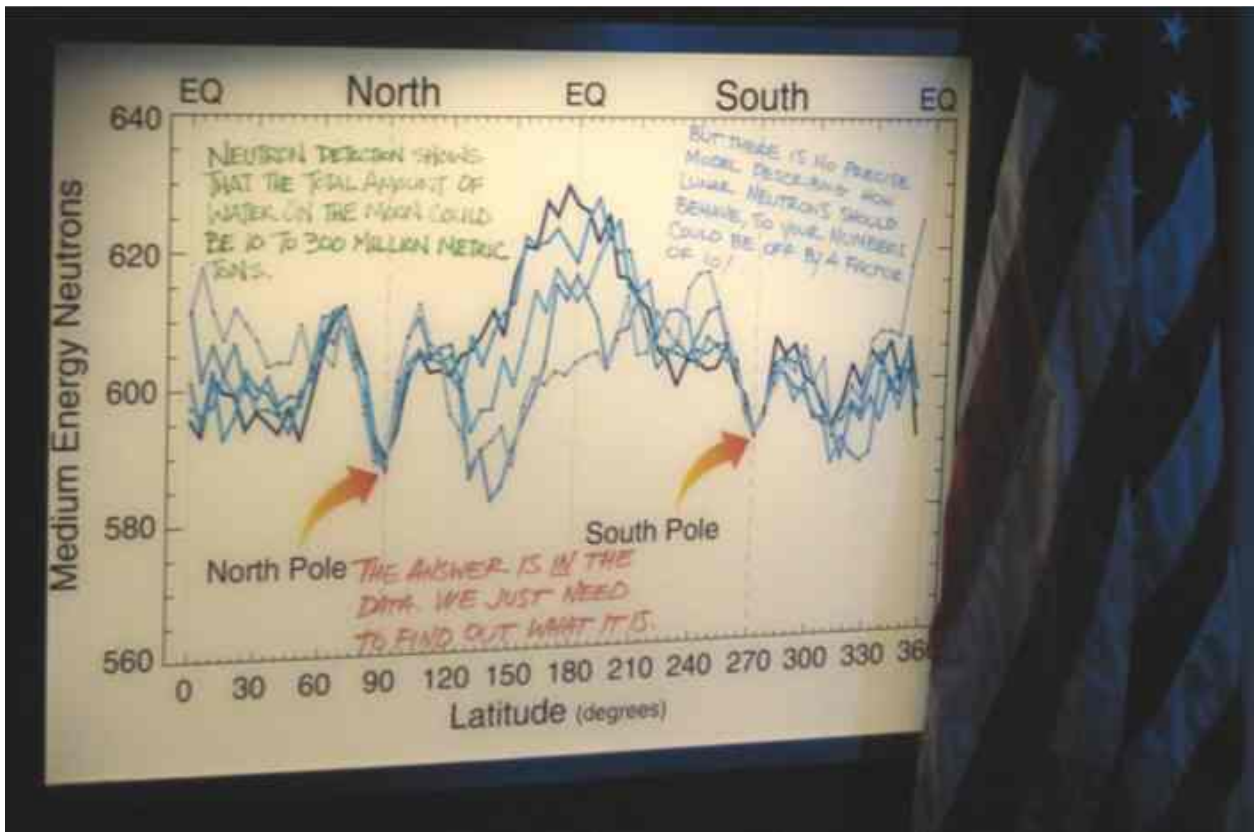 EQ North EQ South EQ
640
620
600
580
560
Medium Energy Neutrons
NEUTRON DETECTION SHOWS
THAT THE TOTAL AMOUNT OF
WATER ON THE MOON COULD
BE 10 TO 300 MILLION METRIC
TONS.
BUT THERE IS NO PRECISE
MODEL DESCRIBING HOW
LUNAR NEUTRONS SHOULD
BEHAVE, SO YOUR NUMBERS
COULD BE OFF BY A FACTOR
OF 10!
North Pole
South Pole
THE ANSWER IS IN THE
DATA. WE JUST NEED
TO FIND OUT WHAT IT IS.
0 30 60 90 120 150 180 210 240 270 300 330 360
Latitude (degrees)